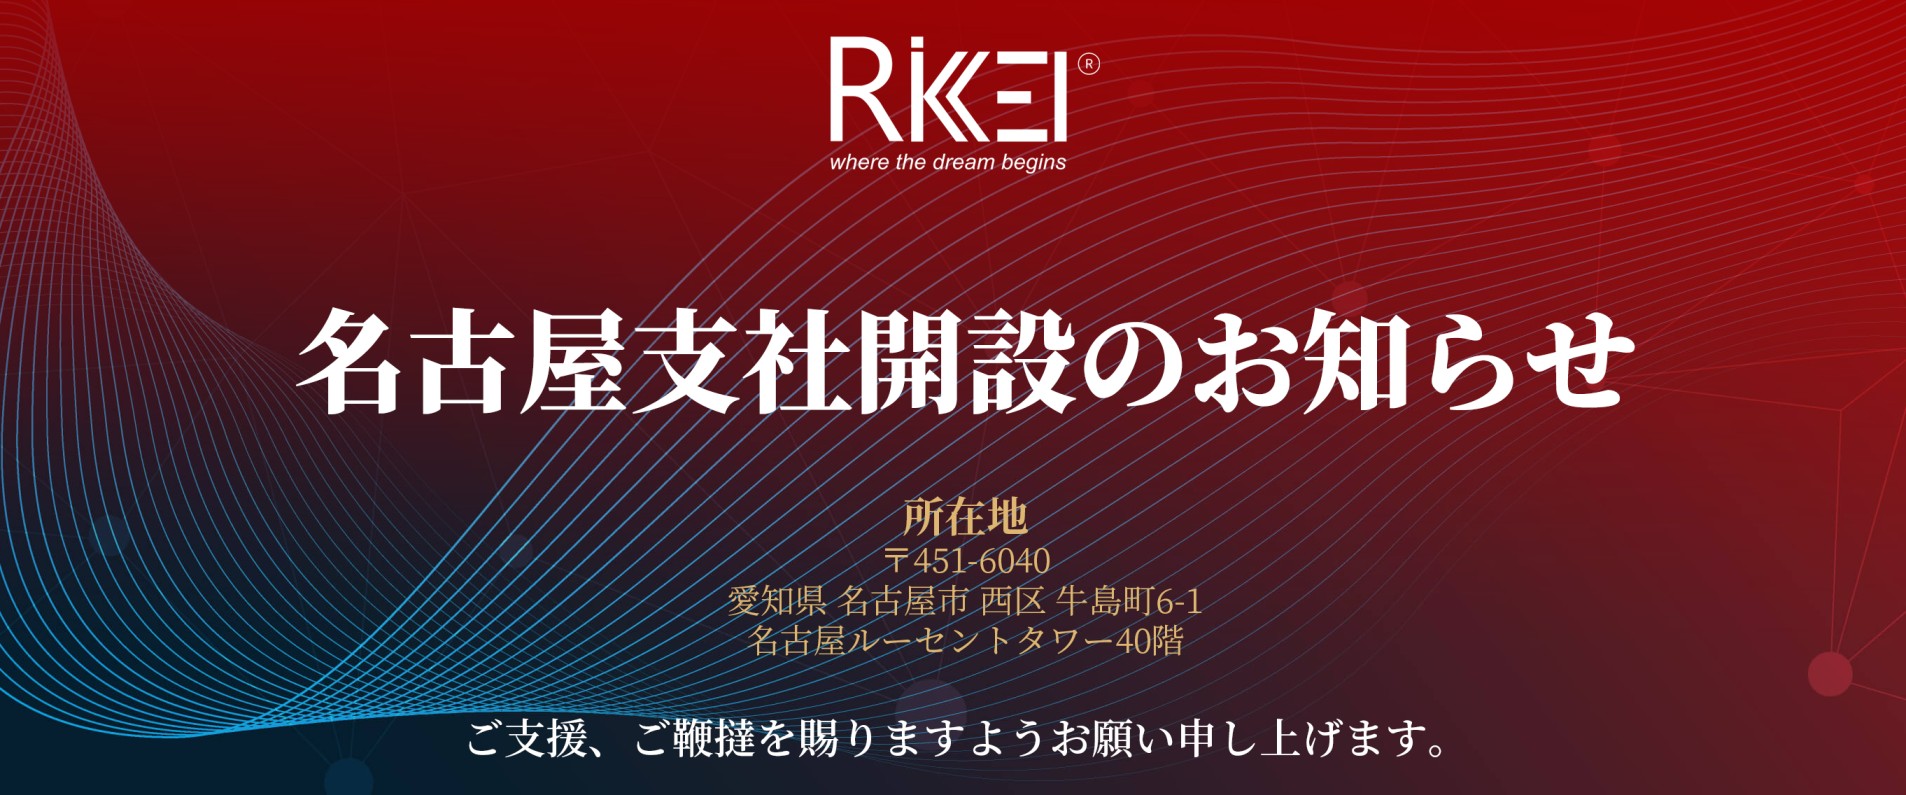 RIKKEI ®
where the dream begins
名古屋支社開設のお知らせ
所在地
〒451-6040
愛知県 名古屋市 西区 牛島町6-1
名古屋ルーセントタワー40階
ご支援、ご鞭撻を賜りますようお願い申し上げます。